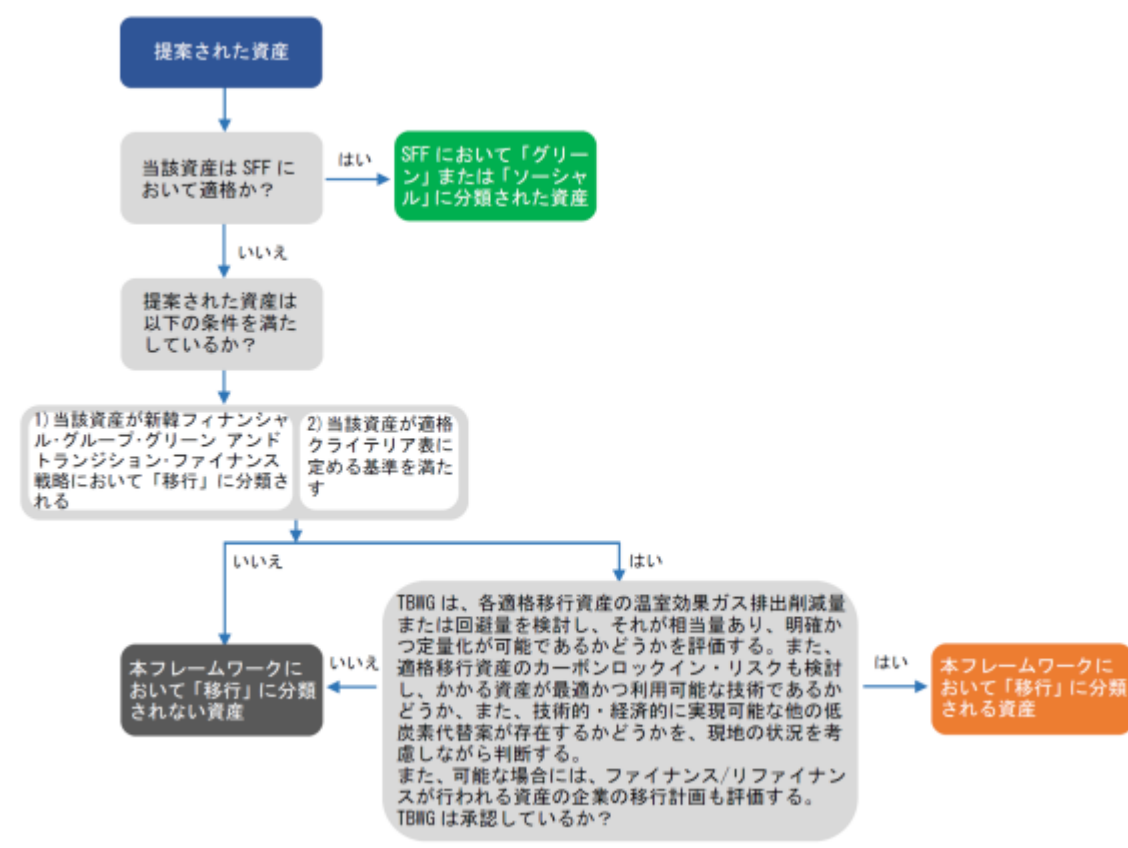 提案された資産
当該資産は SFF に
おいて適格か？
はい
SFF において「グリー
ン」または「ソーシャ
ル」に分類された資産
いいえ
提案された資産は
以下の条件を満た
しているか？
1)当該資産が新韓フィナンシャ
ル･グループ･グリーン アンド
トランジション･ファイナンス
戦略において「移行」に分類さ
れる
2)当該資産が適格
クライテリア表に
定める基準を満た
す
いいえ
はい
TBWG は、各適格移行資産の温室効果ガス排出削減量
または回避量を検討し、それが相当量あり、明確か
つ定量化が可能であるかどうかを評価する。また、
適格移行資産のカーボンロックイン・リスクも検討
し、かかる資産が最適かつ利用可能な技術であるか
どうか、また、技術的・経済的に実現可能な他の低
炭素代替案が存在するかどうかを、現地の状況を考
慮しながら判断する。
また、可能な場合には、ファイナンス/リファイナン
スが行われる資産の企業の移行計画も評価する。
TBWG は承認しているか？
いいえ
本フレームワークに
おいて「移行」に分類
されない資産
はい
本フレームワークに
おいて「移行」に分類
される資産